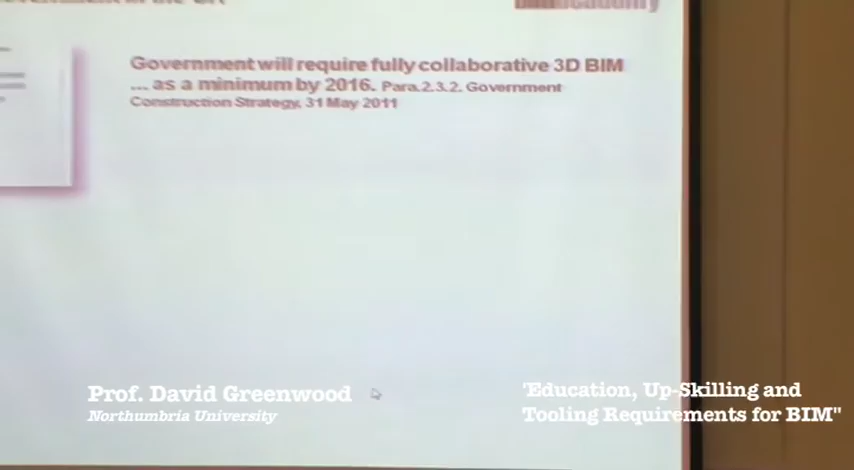 Government will require fully collaborative 3D BIM
... as a minimum by 2016. Para.2.3.2. Government
Construction Strategy, 31 May 2011
Prof. David Greenwood
Northumbria University
"Education, Up-Skilling and
Tooling Requirements for BIM"